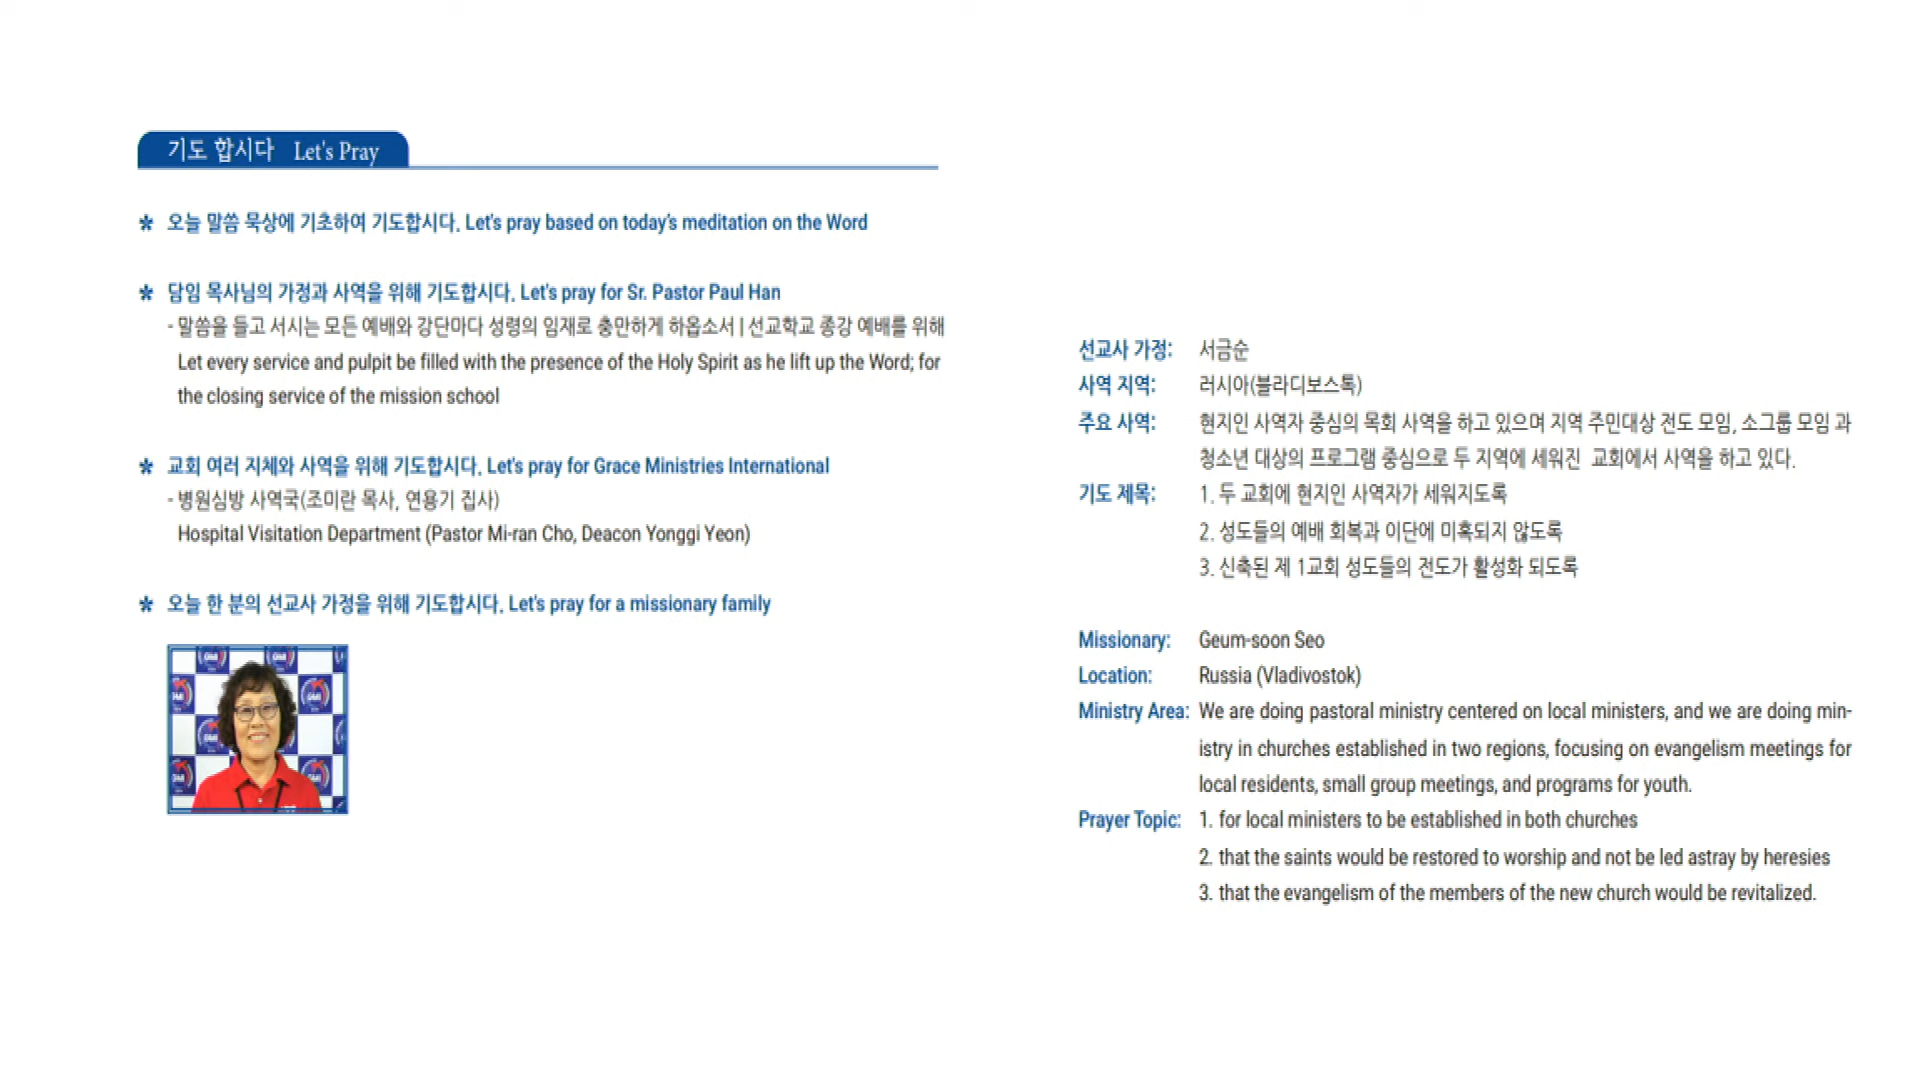 기도 합시다 Let's Pray
* 오늘 말씀 묵상에 기초하여 기도합시다. Let's pray based on today's meditation on the Word
* 담임 목사님의 가정과 사역을 위해 기도합시다. Let's pray for Sr. Pastor Paul Han
- 말씀을 들고 서시는 모든 예배와 강단마다 성령의 임재로 충만하게 하옵소서 | 선교학교 종강 예배를 위해
Let every service and pulpit be filled with the presence of the Holy Spirit as he lift up the Word; for
the closing service of the mission school
* 교회 여러 지체와 사역을 위해 기도합시다. Let's pray for Grace Ministries International
- 병원심방 사역국(조미란 목사, 연용기 집사)
Hospital Visitation Department (Pastor Mi-ran Cho, Deacon Yonggi Yeon)
* 오늘 한 분의 선교사 가정을 위해 기도합시다. Let's pray for a missionary family
선교사 가정: 서금순
사역 지역: 러시아(블라디보스톡)
주요 사역: 현지인 사역자 중심의 목회 사역을 하고 있으며 지역 주민대상 전도 모임, 소그룹 모임 과
청소년 대상의 프로그램 중심으로 두 지역에 세워진 교회에서 사역을 하고 있다.
기도 제목: 1. 두 교회에 현지인 사역자가 세워지도록
2. 성도들의 예배 회복과 이단에 미혹되지 않도록
3. 신축된 제 1교회 성도들의 전도가 활성화 되도록
Missionary: Geum-soon Seo
Location: Russia (Vladivostok)
Ministry Area: We are doing pastoral ministry centered on local ministers, and we are doing min-
istry in churches established in two regions, focusing on evangelism meetings for
local residents, small group meetings, and programs for youth.
Prayer Topic: 1. for local ministers to be established in both churches
2. that the saints would be restored to worship and not be led astray by heresies
3. that the evangelism of the members of the new church would be revitalized.